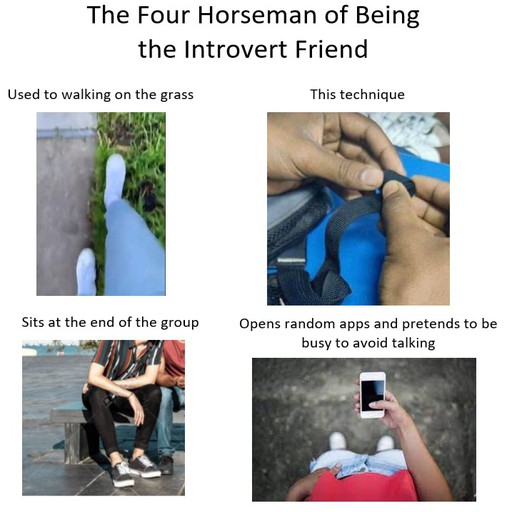 The Four Horseman of Being
the Introvert Friend
Used to walking on the grass
This technique
Sits at the end of the group
Opens random apps and pretends to be
busy to avoid talking